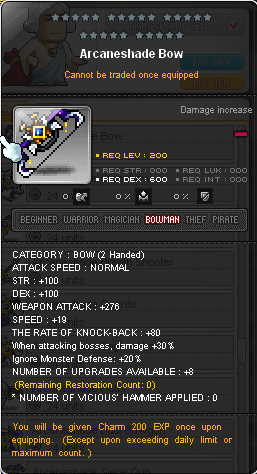 Arcaneshade Bow
Cannot be traded once equipped
Damage increase
REQ LEV : 200
REQ STR : 000 REQ LUK : 000
REQ DEX : 600 REQ INT : 000
0 0% 0%
BEGINNER WARRIOR MAGICIAN BOWMAN THIEF PIRATE
CATEGORY : BOW (2 Handed)
ATTACK SPEED : NORMAL
STR : +100
DEX : +100
WEAPON ATTACK : +276
SPEED : +19
THE RATE OF KNOCK-BACK : +80
When attacking bosses, damage +30%
Ignore Monster Defense: +20%
NUMBER OF UPGRADES AVAILABLE : +8
(Remaining Restoration Count: 0)
* NUMBER OF VICIOUS' HAMMER APPLIED : 0
You will be given Charm 200 EXP once upon
equipping. (Except upon exceeding daily limit or
maximum count. )